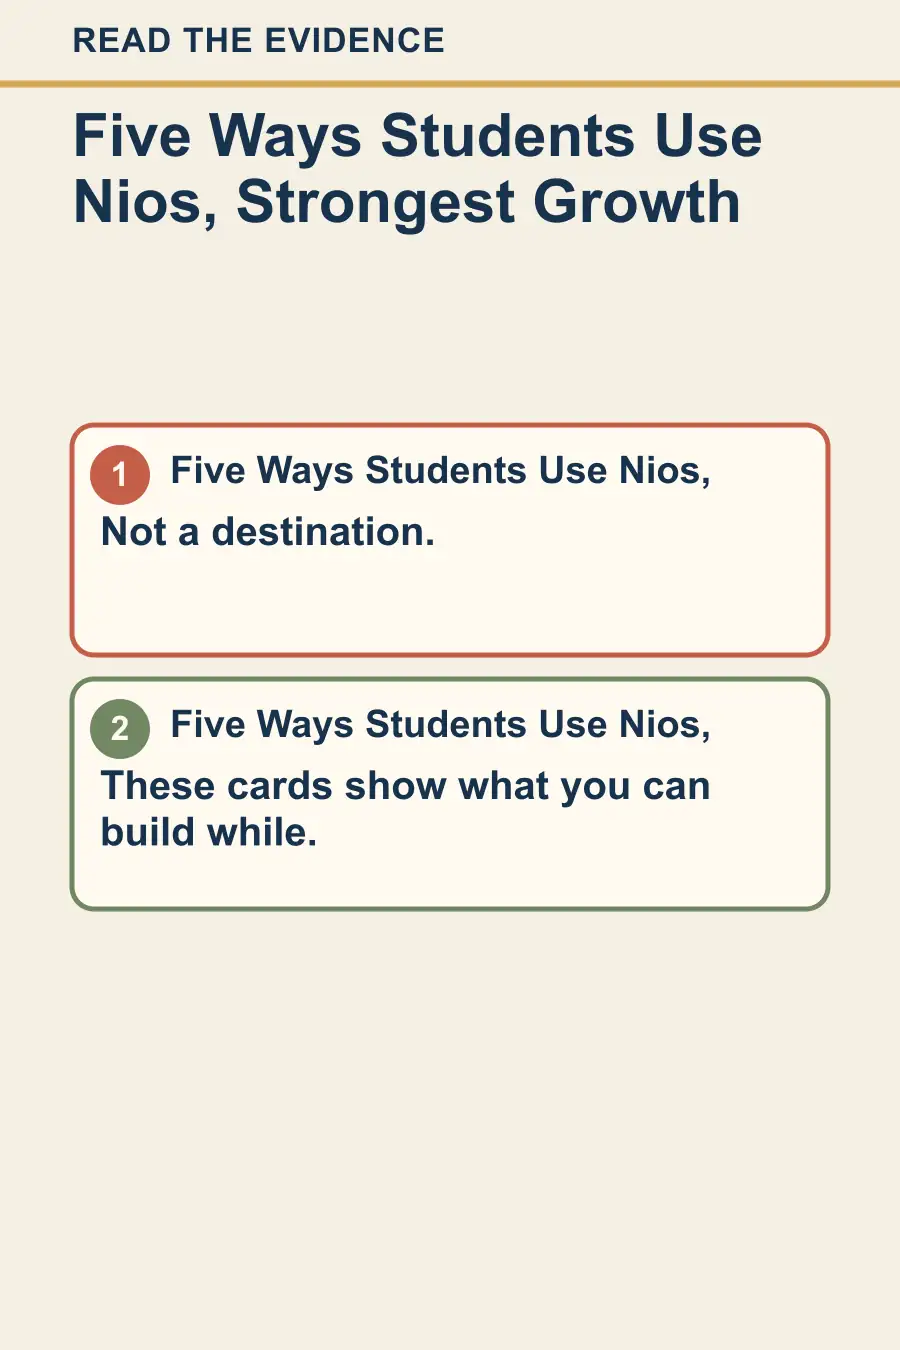 READ THE EVIDENCE
Five Ways Students Use
Nios, Strongest Growth
1 Five Ways Students Use Nios,
Not a destination.
2 Five Ways Students Use Nios,
These cards show what you can
build while.